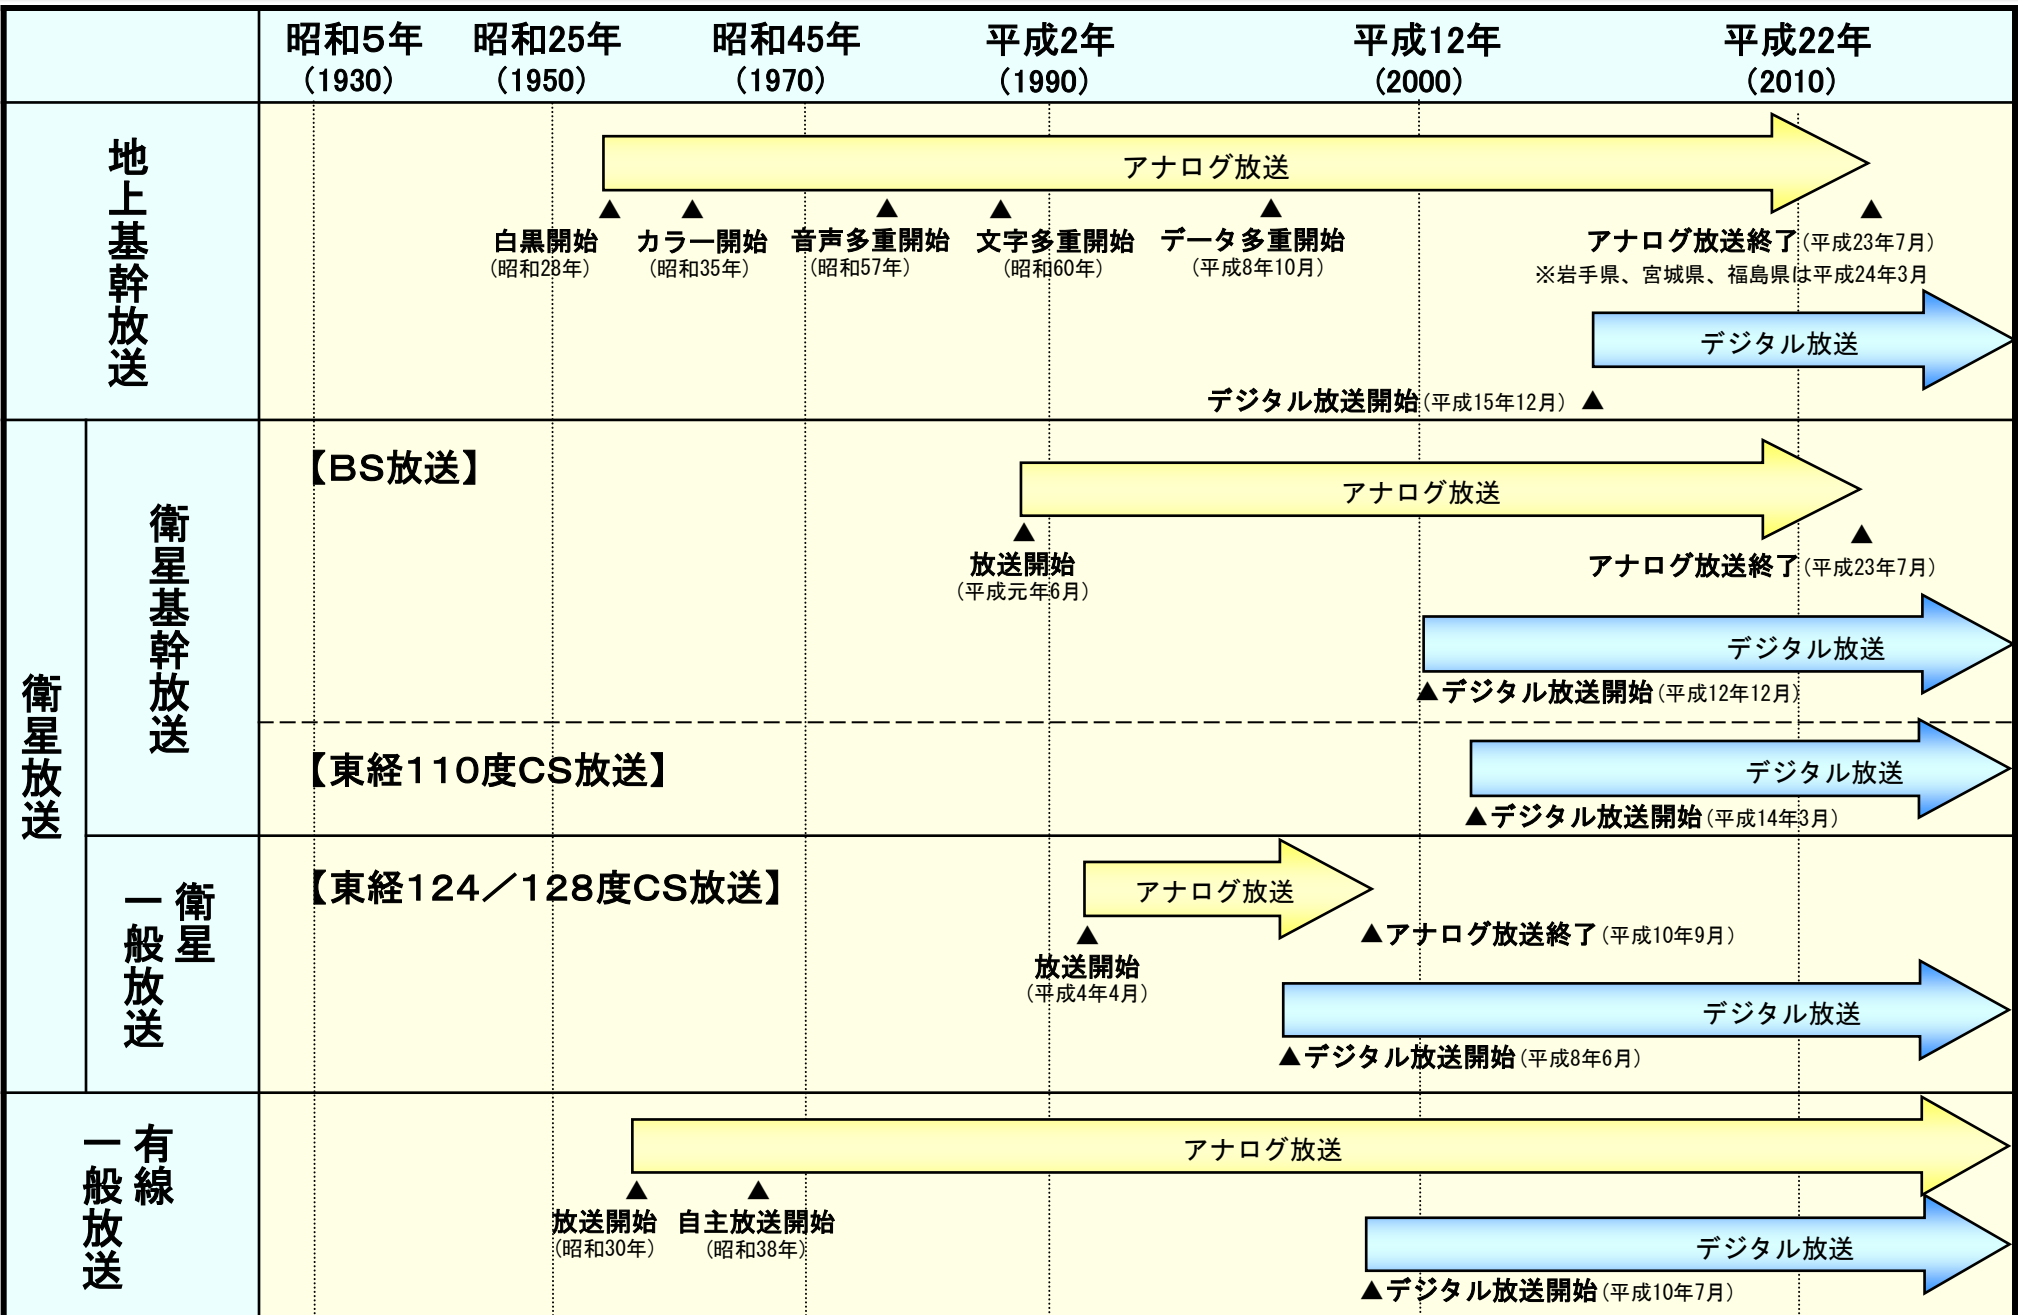 昭和5年 昭和25年 昭和45年 平成2年 平成12年 平成22年
（1930） （1950） （1970） （1990） （2000） （2010）
地上基幹放送
アナログ放送
▲ ▲ ▲ ▲ ▲ ▲
白黒開始 カラー開始 音声多重開始 文字多重開始 データ多重開始 アナログ放送終了（平成23年7月）
（昭和28年） （昭和35年） （昭和57年） （昭和60年） （平成8年10月）
※岩手県、宮城県、福島県は平成24年3月
デジタル放送
デジタル放送開始（平成15年12月） ▲
衛星放送
衛星基幹放送
【BS放送】
アナログ放送
▲ ▲
放送開始 アナログ放送終了（平成23年7月）
（平成元年6月）
デジタル放送
▲デジタル放送開始（平成12年12月）
【東経110度CS放送】
デジタル放送
▲デジタル放送開始（平成14年3月）
衛星
一般放送
【東経124／128度CS放送】
アナログ放送
▲ ▲アナログ放送終了（平成10年9月）
放送開始
（平成4年4月）
デジタル放送
▲デジタル放送開始（平成8年6月）
有線
一般放送
アナログ放送
▲ ▲
放送開始 自主放送開始
（昭和30年） （昭和38年）
デジタル放送
▲デジタル放送開始（平成10年7月）